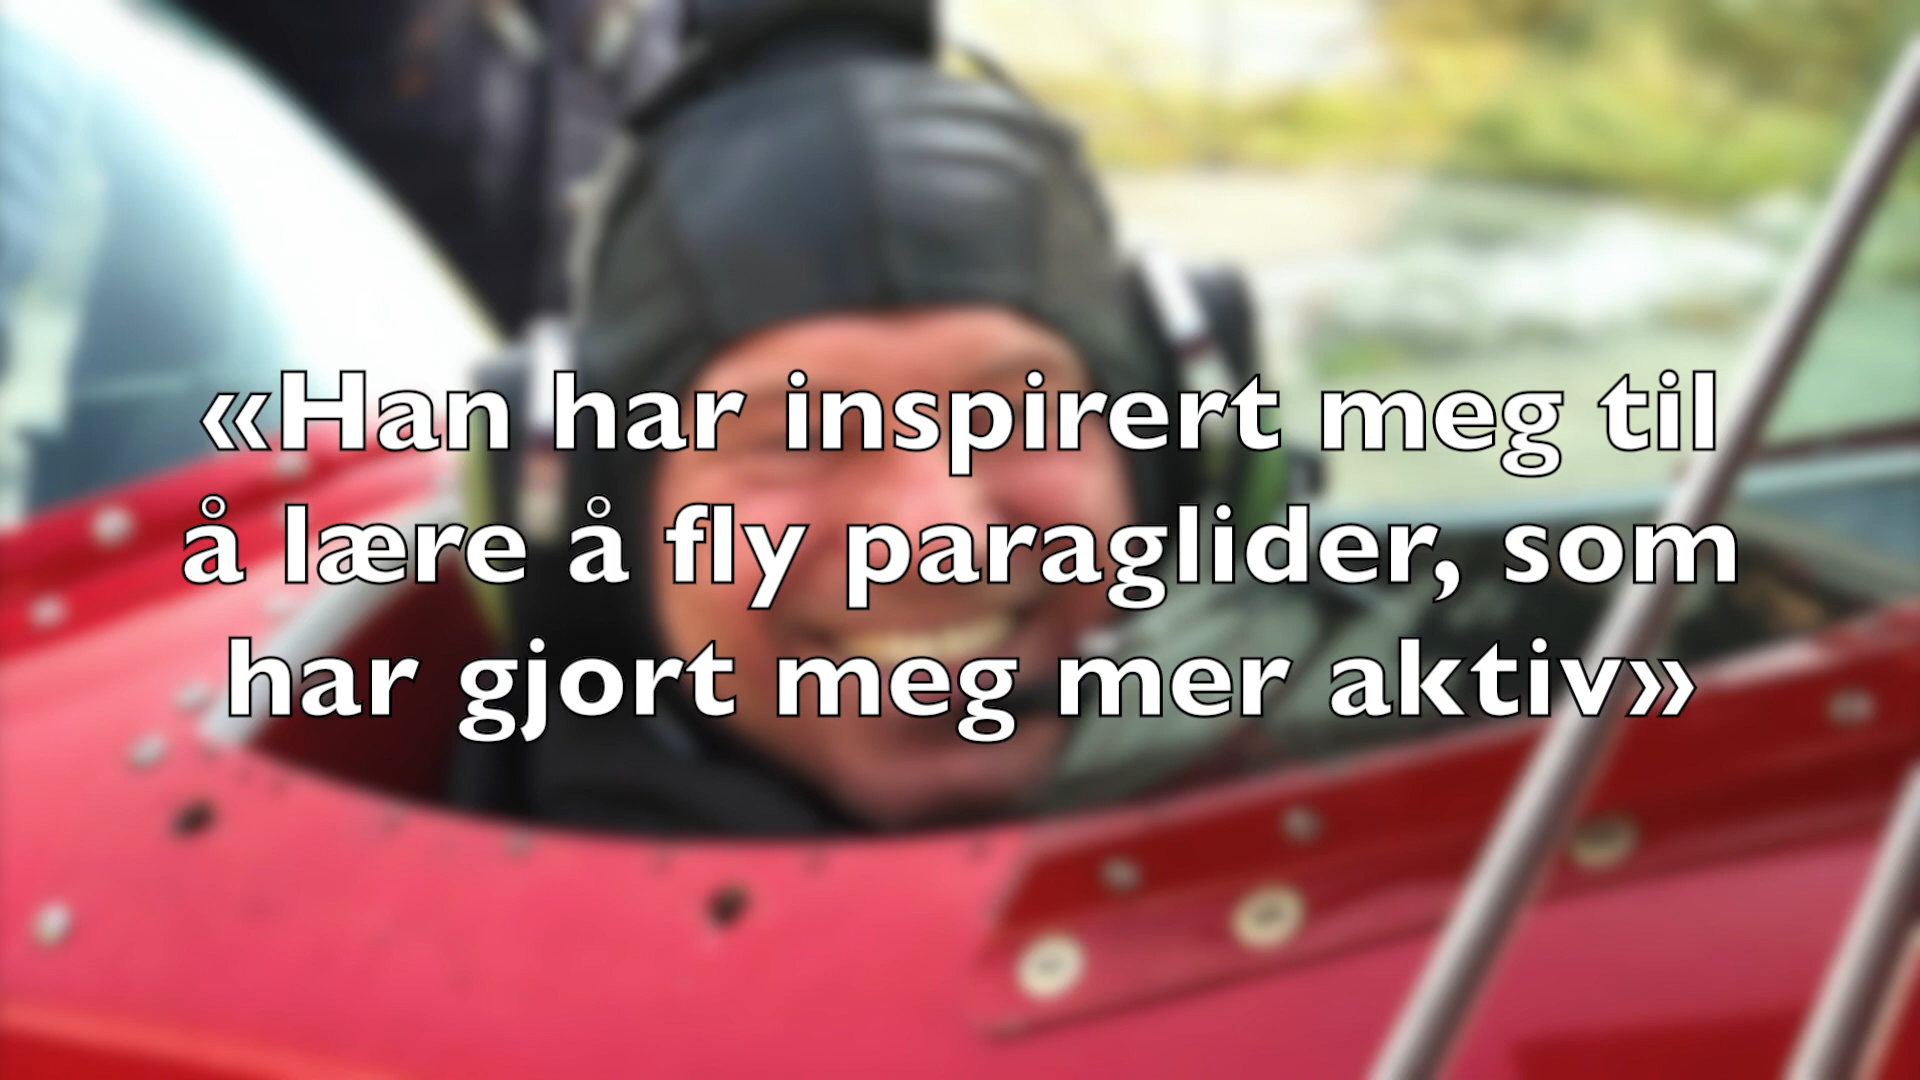 «Han har inspirert meg til
å lære å fly paraglider, som
har gjort meg mer aktiv»